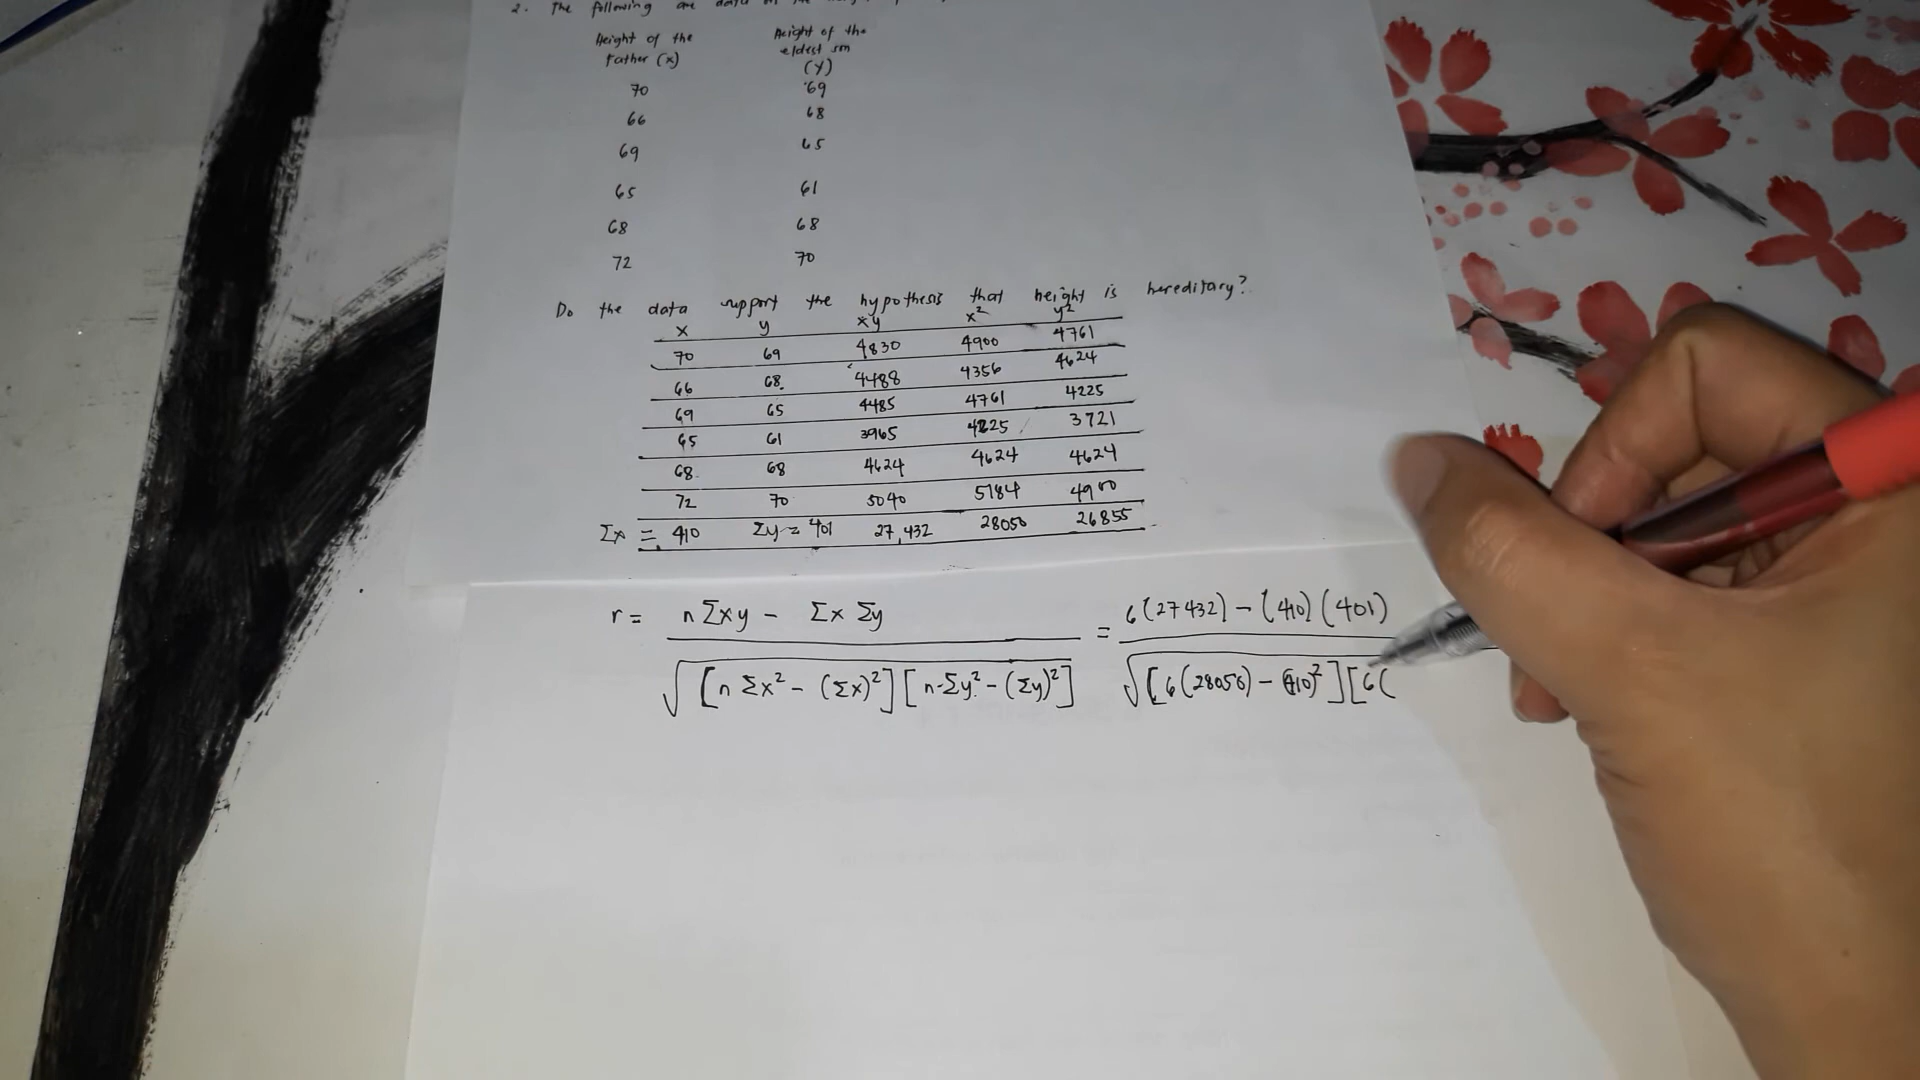 2. The following are data on the
Height of the Father (x)
Height of the eldest son (Y)
70 69
66 68
69 65
65 61
68 68
72 70
Do the data support the hypothesis that height is hereditary?
x y xy x² y²
70 69 4830 4900 4761
66 68 4488 4356 4624
69 65 4485 4761 4225
65 61 3965 4225 3721
68 68 4624 4624 4624
72 70 5040 5184 4900
Σx = 410 Σy = 401 27,432 28050 26855
r = n Σxy - Σx Σy / √[n Σx² - (Σx)²][n Σy² - (Σy)²] = 6(27432) - (410)(401) / √[6(28050) - (410)²][6(